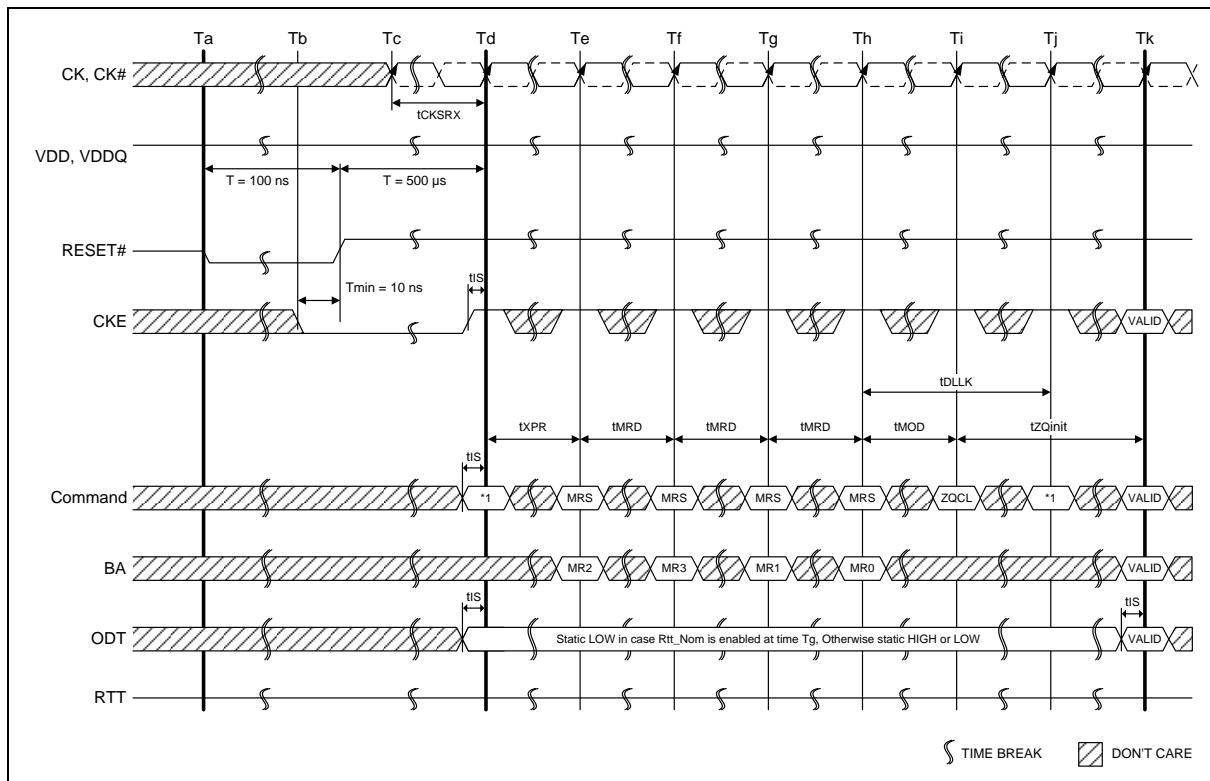 Ta Tb Tc Td Te Tf Tg Th Ti Tj Tk
CK, CK#
tCKSRX
VDD, VDDQ
T = 100 ns T = 500 µs
RESET#
tIS
Tmin = 10 ns
CKE VALID
tDLLK
tXPR tMRD tMRD tMRD tMOD tZQinit
tIS
Command *1 MRS MRS MRS MRS ZQCL *1 VALID
BA MR2 MR3 MR1 MR0 VALID
tIS tIS
ODT Static LOW in case Rtt_Nom is enabled at time Tg, Otherwise static HIGH or LOW VALID
RTT
TIME BREAK DON'T CARE